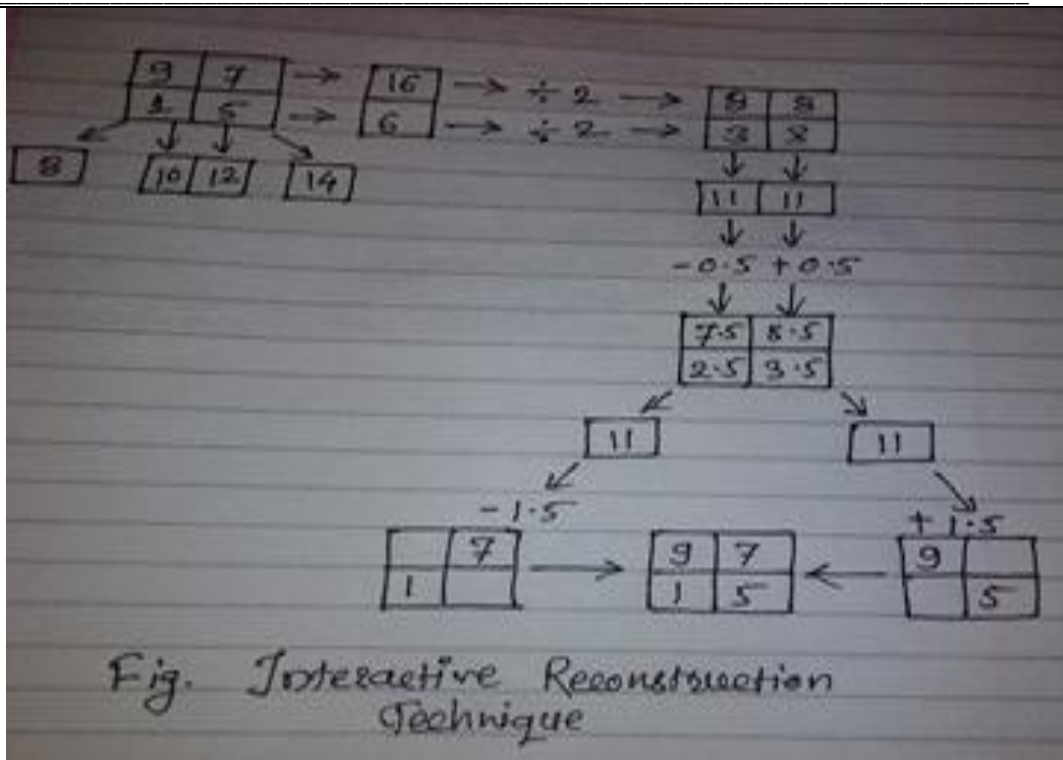 9 7 → 16 → ÷ 2 → 8 8
1 5 → 6 → ÷ 2 → 3 3
8 10 12 14
11 11
-0.5 +0.5
7.5 8.5
2.5 3.5
11 11
-1.5 +1.5
7 → 9 7 ← 9
1 1 5 5
Fig. Interactive Reconstruction
Technique